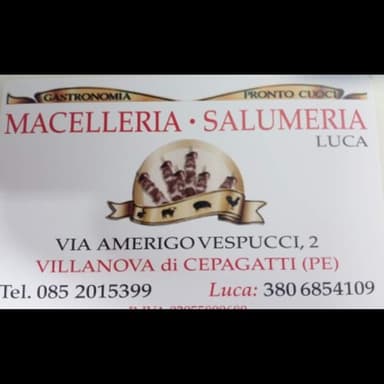 GASTRONOMIA PRONTO CUOCI
MACELLERIA · SALUMERIA
LUCA
VIA AMERIGO VESPUCCI, 2
VILLANOVA di CEPAGATTI (PE)
Tel. 085 2015399 Luca: 380 6854109